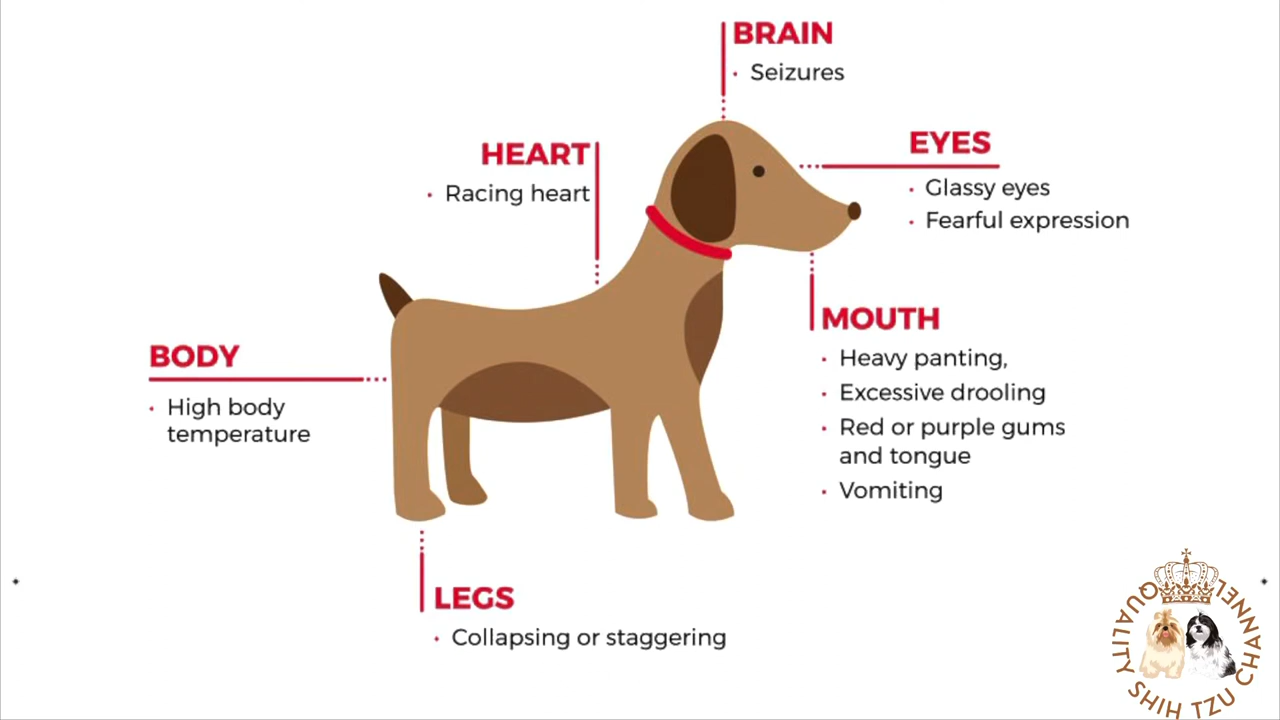 BRAIN
• Seizures
HEART
• Racing heart
EYES
• Glassy eyes
• Fearful expression
MOUTH
• Heavy panting,
• Excessive drooling
• Red or purple gums
and tongue
• Vomiting
BODY
• High body
temperature
LEGS
• Collapsing or staggering
QUALITY SHIH TZU CHANNEL